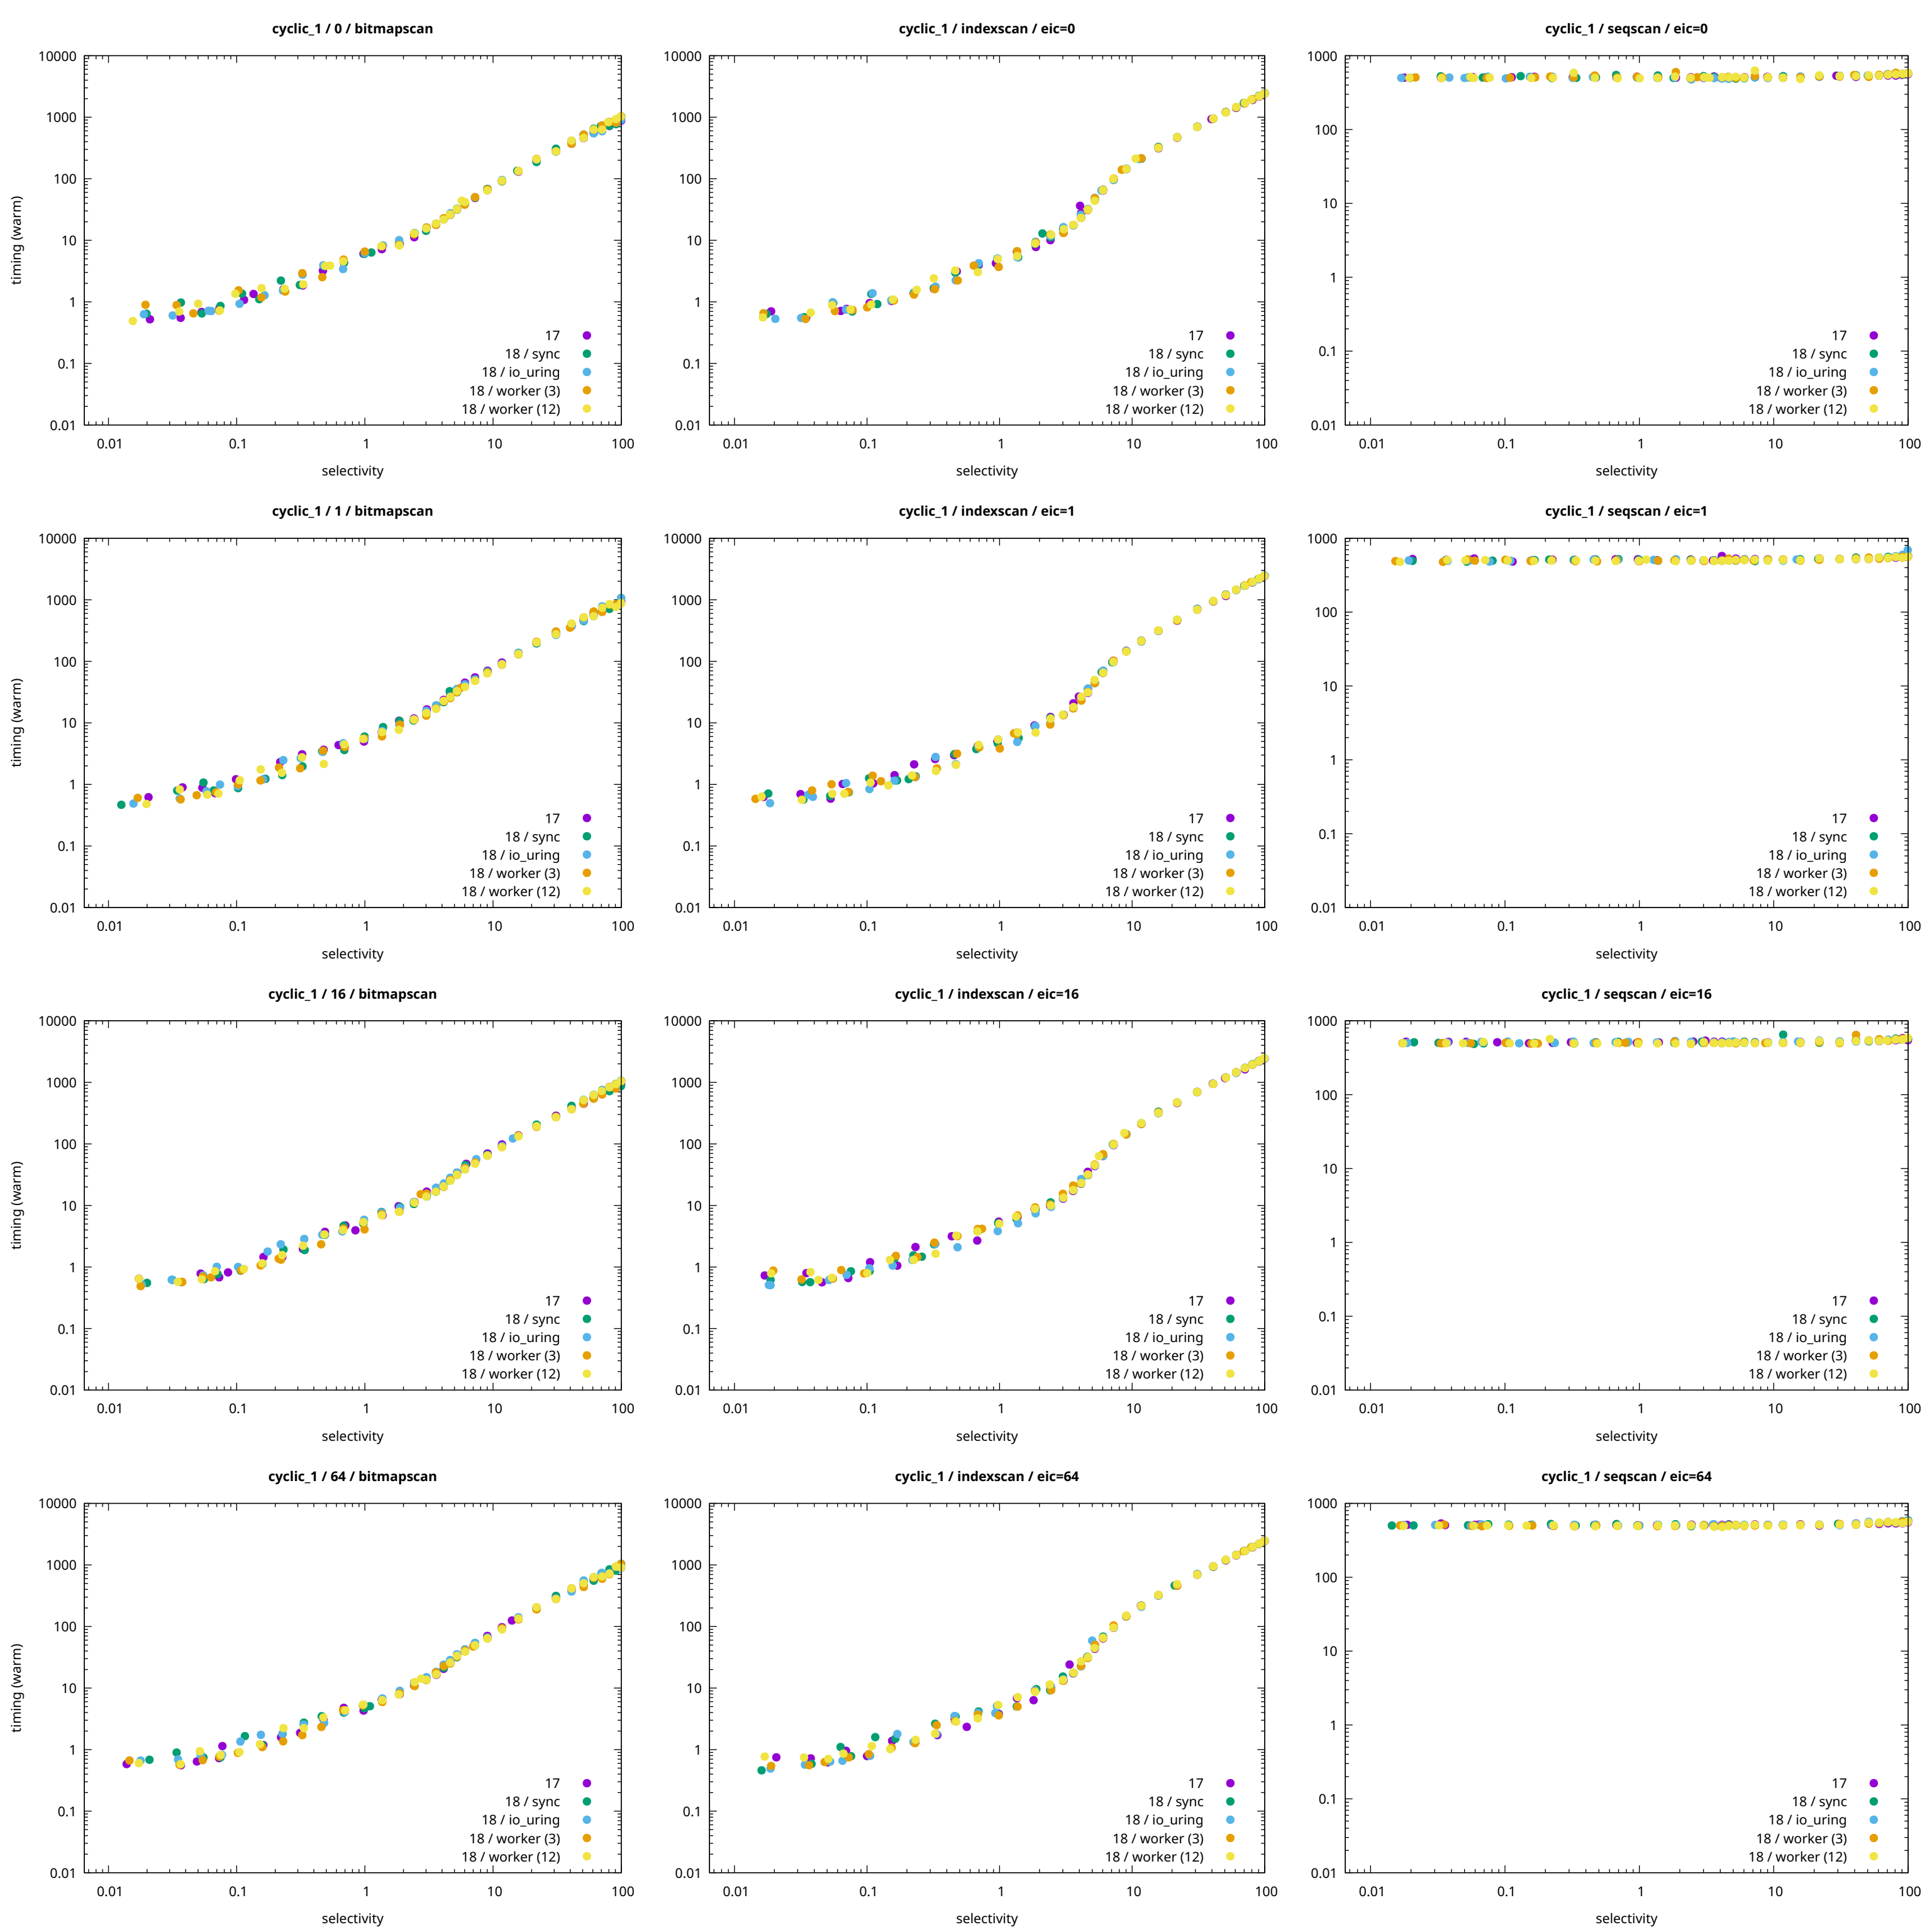 cyclic_1 / 0 / bitmapscan
10000
1000
100
10
1
0.1
0.01
timing (warm)
17
18 / sync
18 / io_uring
18 / worker (3)
18 / worker (12)
0.01 0.1 1 10 100
selectivity
cyclic_1 / indexscan / eic=0
10000
1000
100
10
1
0.1
0.01
17
18 / sync
18 / io_uring
18 / worker (3)
18 / worker (12)
0.01 0.1 1 10 100
selectivity
cyclic_1 / seqscan / eic=0
1000
100
10
1
0.1
0.01
17
18 / sync
18 / io_uring
18 / worker (3)
18 / worker (12)
0.01 0.1 1 10 100
selectivity
cyclic_1 / 1 / bitmapscan
10000
1000
100
10
1
0.1
0.01
timing (warm)
17
18 / sync
18 / io_uring
18 / worker (3)
18 / worker (12)
0.01 0.1 1 10 100
selectivity
cyclic_1 / indexscan / eic=1
10000
1000
100
10
1
0.1
0.01
17
18 / sync
18 / io_uring
18 / worker (3)
18 / worker (12)
0.01 0.1 1 10 100
selectivity
cyclic_1 / seqscan / eic=1
1000
100
10
1
0.1
0.01
17
18 / sync
18 / io_uring
18 / worker (3)
18 / worker (12)
0.01 0.1 1 10 100
selectivity
cyclic_1 / 16 / bitmapscan
10000
1000
100
10
1
0.1
0.01
timing (warm)
17
18 / sync
18 / io_uring
18 / worker (3)
18 / worker (12)
0.01 0.1 1 10 100
selectivity
cyclic_1 / indexscan / eic=16
10000
1000
100
10
1
0.1
0.01
17
18 / sync
18 / io_uring
18 / worker (3)
18 / worker (12)
0.01 0.1 1 10 100
selectivity
cyclic_1 / seqscan / eic=16
1000
100
10
1
0.1
0.01
17
18 / sync
18 / io_uring
18 / worker (3)
18 / worker (12)
0.01 0.1 1 10 100
selectivity
cyclic_1 / 64 / bitmapscan
10000
1000
100
10
1
0.1
0.01
timing (warm)
17
18 / sync
18 / io_uring
18 / worker (3)
18 / worker (12)
0.01 0.1 1 10 100
selectivity
cyclic_1 / indexscan / eic=64
10000
1000
100
10
1
0.1
0.01
17
18 / sync
18 / io_uring
18 / worker (3)
18 / worker (12)
0.01 0.1 1 10 100
selectivity
cyclic_1 / seqscan / eic=64
1000
100
10
1
0.1
0.01
17
18 / sync
18 / io_uring
18 / worker (3)
18 / worker (12)
0.01 0.1 1 10 100
selectivity